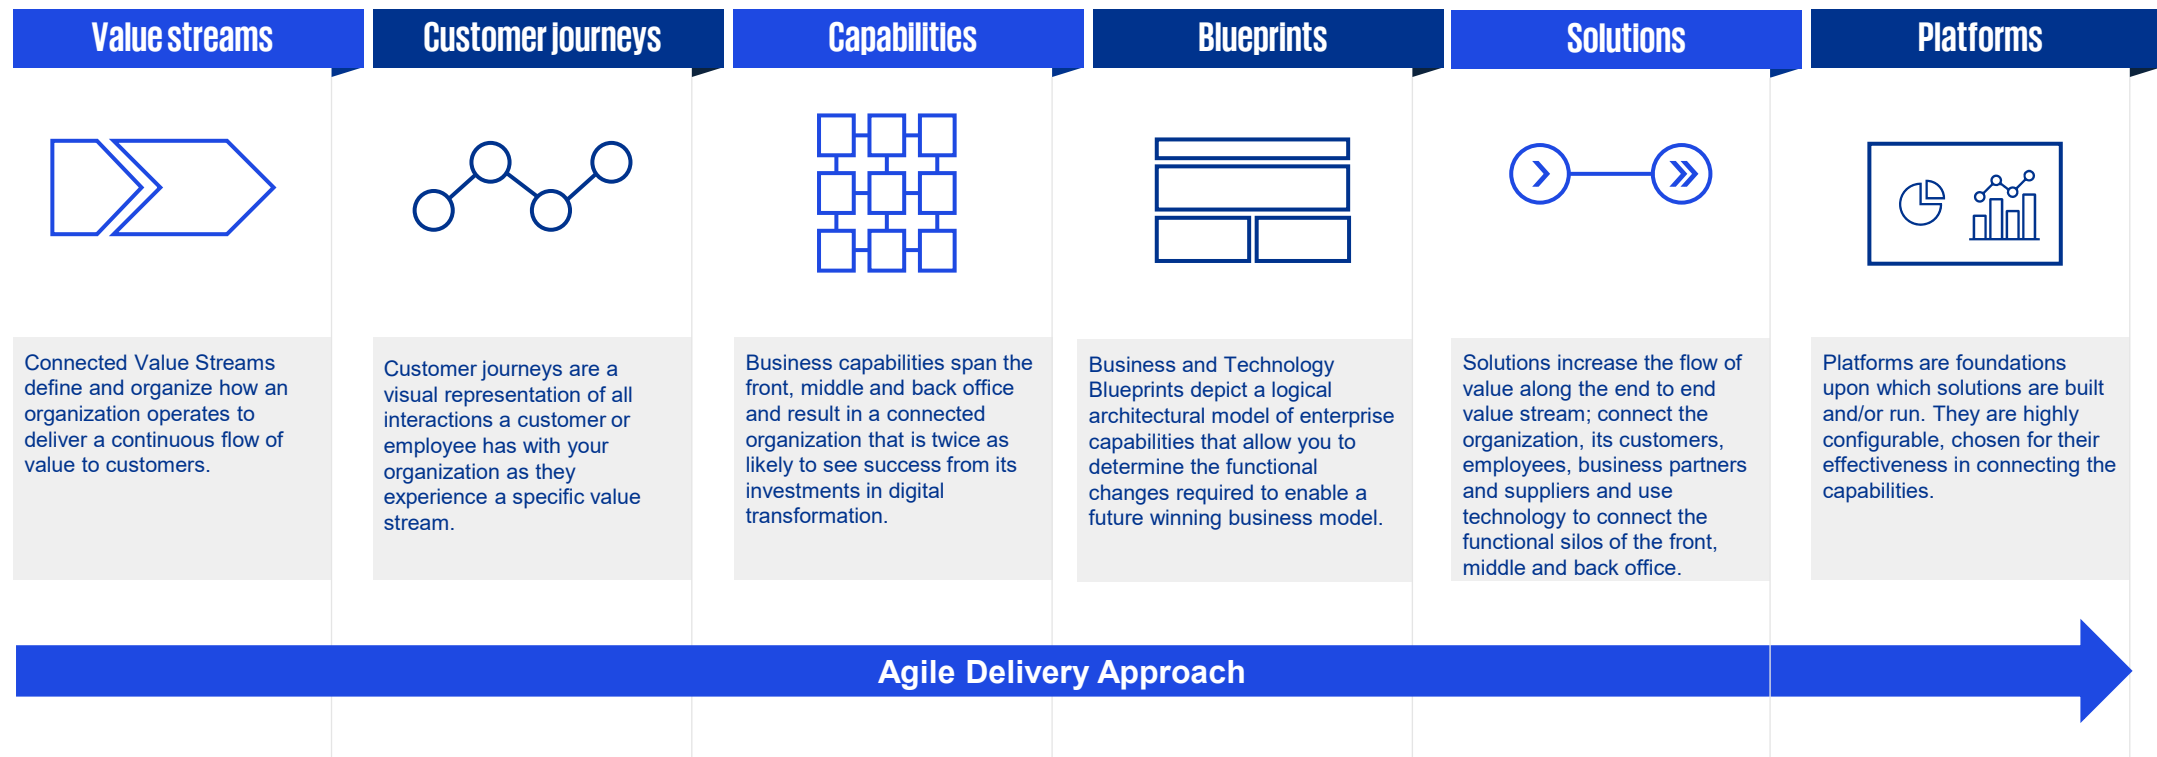 Value streams
Customer journeys
Capabilities
Blueprints
Solutions
Platforms
Connected Value Streams
define and organize how an
organization operates to
deliver a continuous flow of
value to customers.
Customer journeys are a
visual representation of all
interactions a customer or
employee has with your
organization as they
experience a specific value
stream.
Business capabilities span the
front, middle and back office
and result in a connected
organization that is twice as
likely to see success from its
investments in digital
transformation.
Business and Technology
Blueprints depict a logical
architectural model of enterprise
capabilities that allow you to
determine the functional
changes required to enable a
future winning business model.
Solutions increase the flow of
value along the end to end
value stream; connect the
organization, its customers,
employees, business partners
and suppliers and use
technology to connect the
functional silos of the front,
middle and back office.
Platforms are foundations
upon which solutions are built
and/or run. They are highly
configurable, chosen for their
effectiveness in connecting the
capabilities.
Agile Delivery Approach